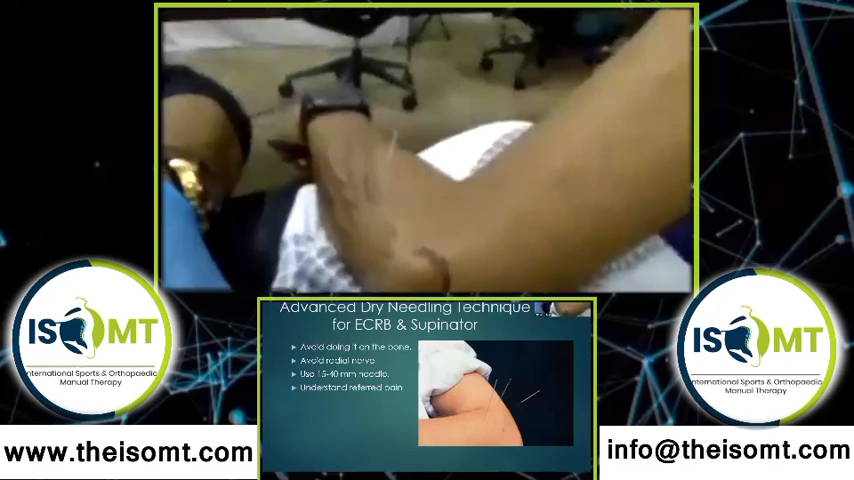 Advanced Dry Needling Technique
for ECRB & Supinator
Avoid doing it on the bone.
Avoid radial nerve
Use 15-40 mm needle.
Understand referred pain
ISOMT
International Sports & Orthopaedic
Manual Therapy
ISOMT
International Sports & Orthopaedic
Manual Therapy
www.theisomt.com
info@theisomt.com